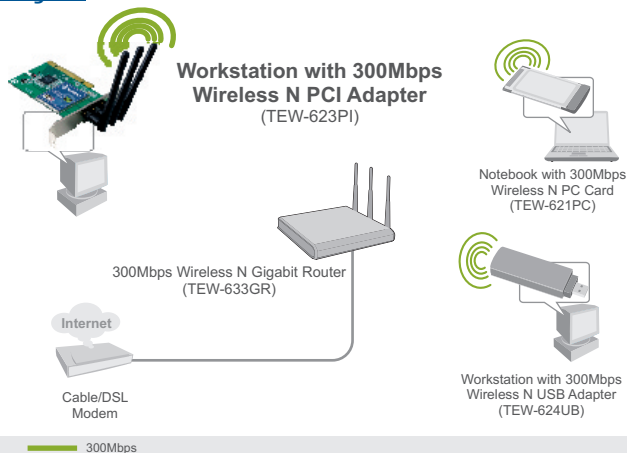 Workstation with 300Mbps
Wireless N PCI Adapter
(TEW-623PI)
Notebook with 300Mbps
Wireless N PC Card
(TEW-621PC)
300Mbps Wireless N Gigabit Router
(TEW-633GR)
Internet
Cable/DSL
Modem
Workstation with 300Mbps
Wireless N USB Adapter
(TEW-624UB)
300Mbps